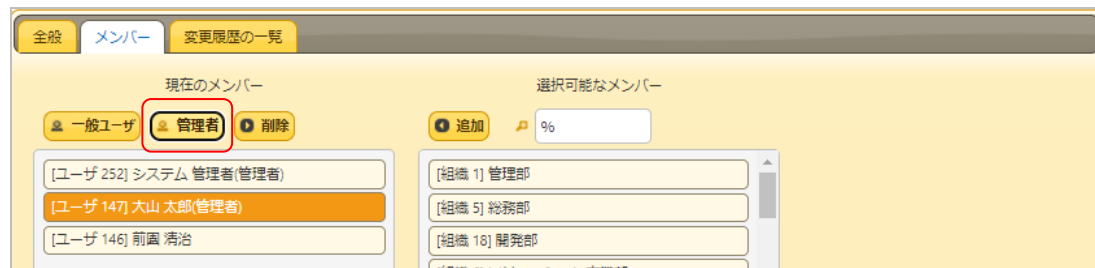 全般 メンバー 変更履歴の一覧
現在のメンバー
一般ユーザ 管理者 削除
[ユーザ 252] システム 管理者(管理者)
[ユーザ 147] 大山 太郎(管理者)
[ユーザ 146] 前園 清治
選択可能なメンバー
追加 %
[組織 1] 管理部
[組織 5] 総務部
[組織 18] 開発部